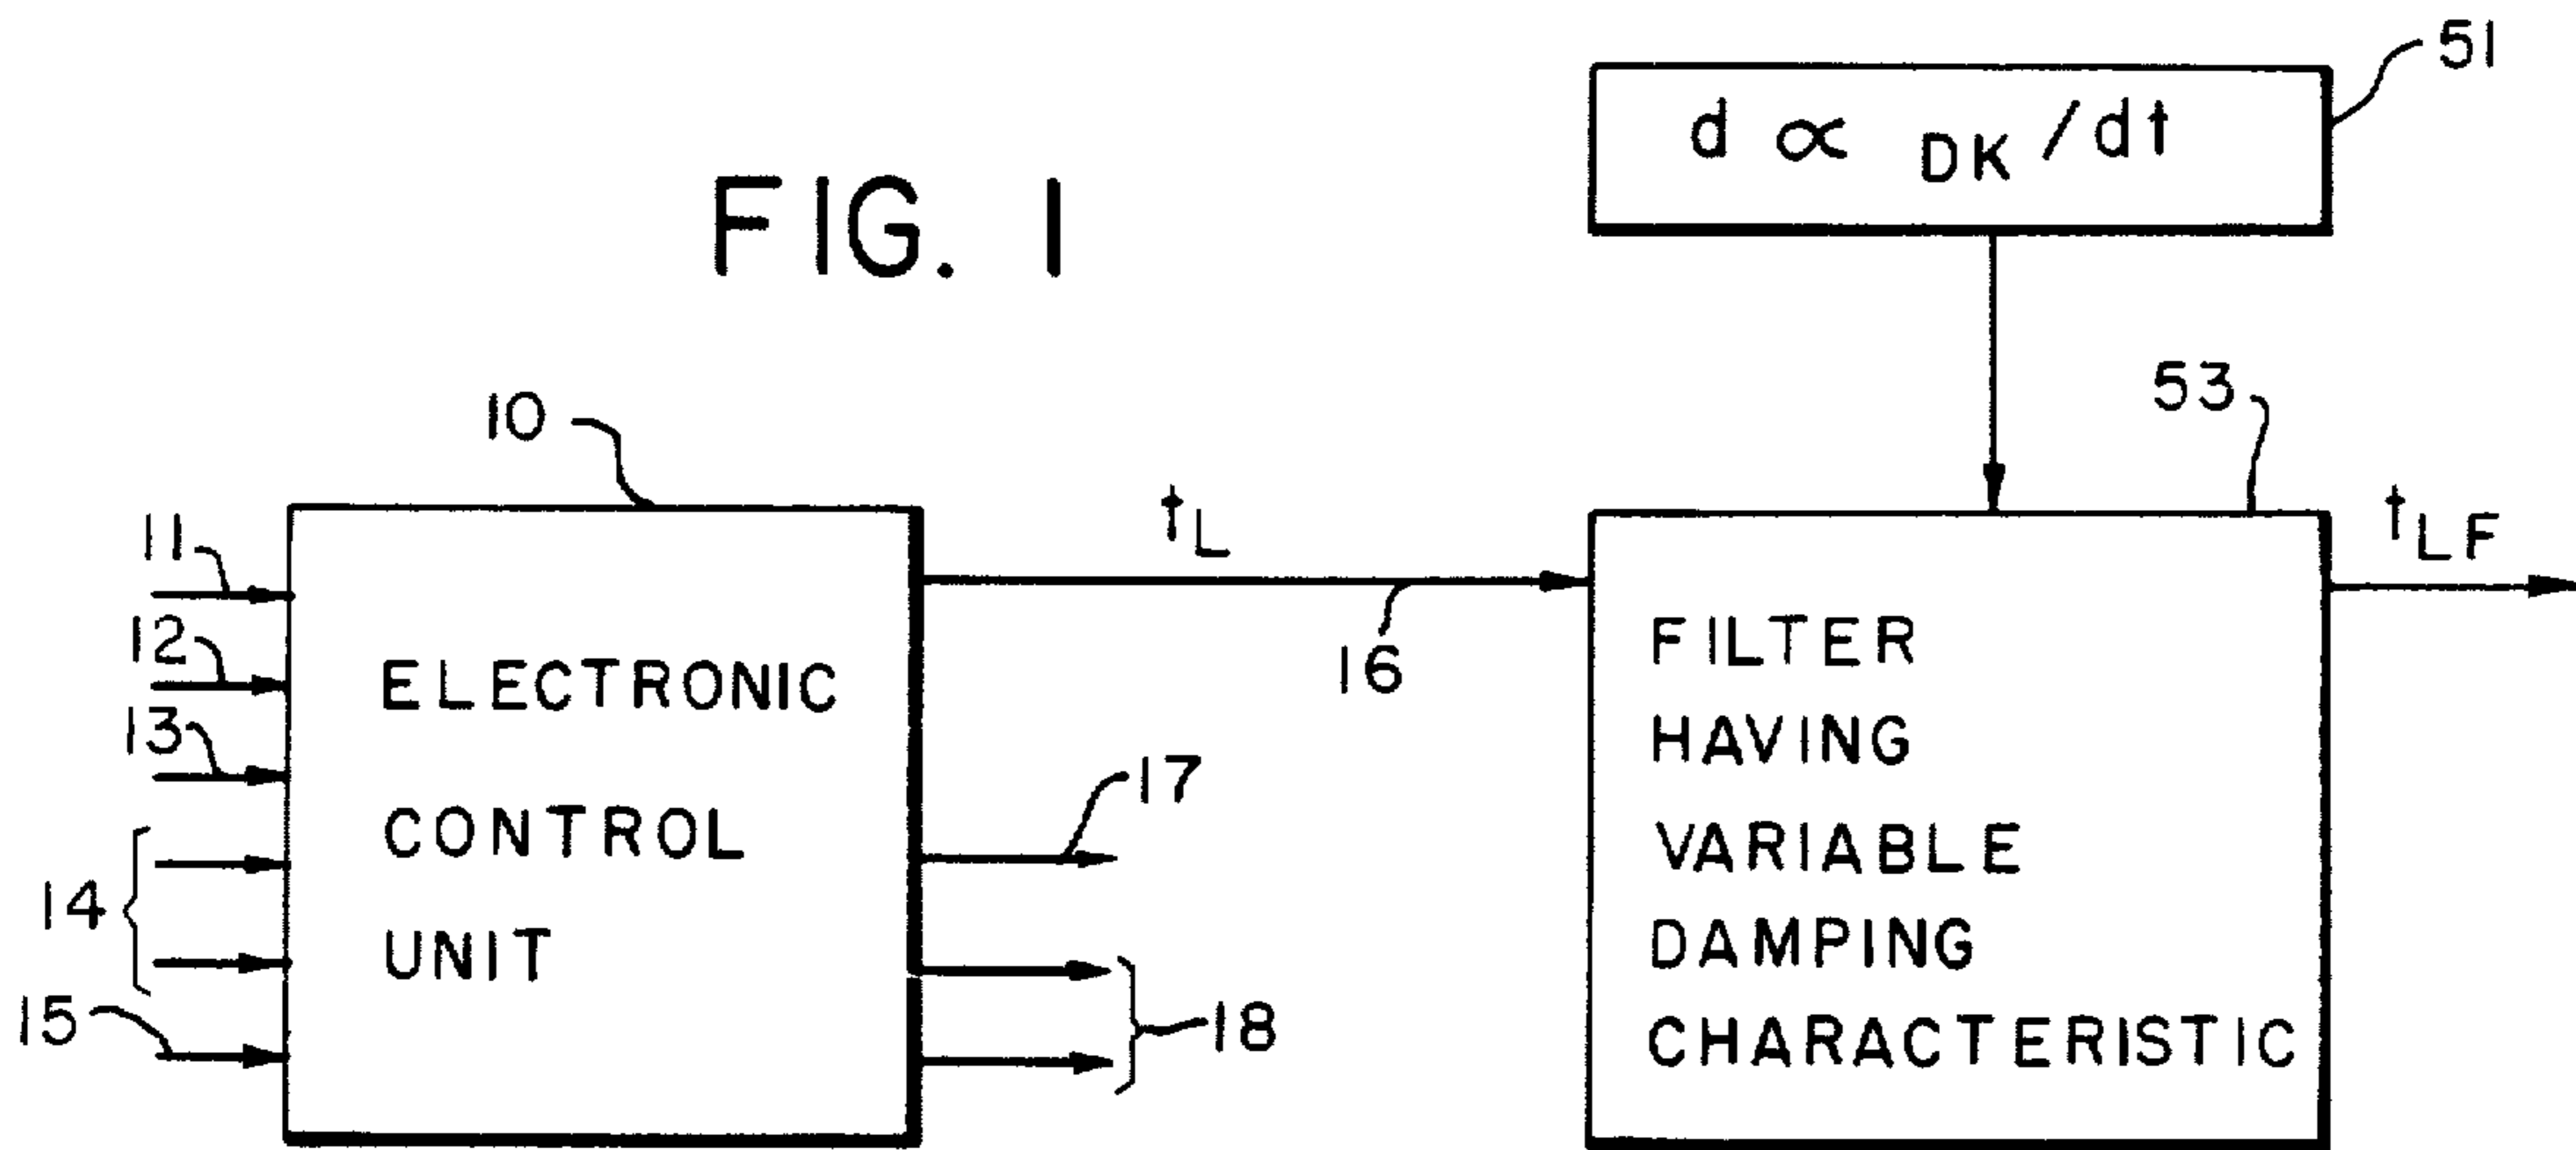 FIG. 1
d ∝ DK /dt
51
10
53
11
12
13
14
15
ELECTRONIC
CONTROL
UNIT
tL
16
17
18
FILTER
HAVING
VARIABLE
DAMPING
CHARACTERISTIC
tLF